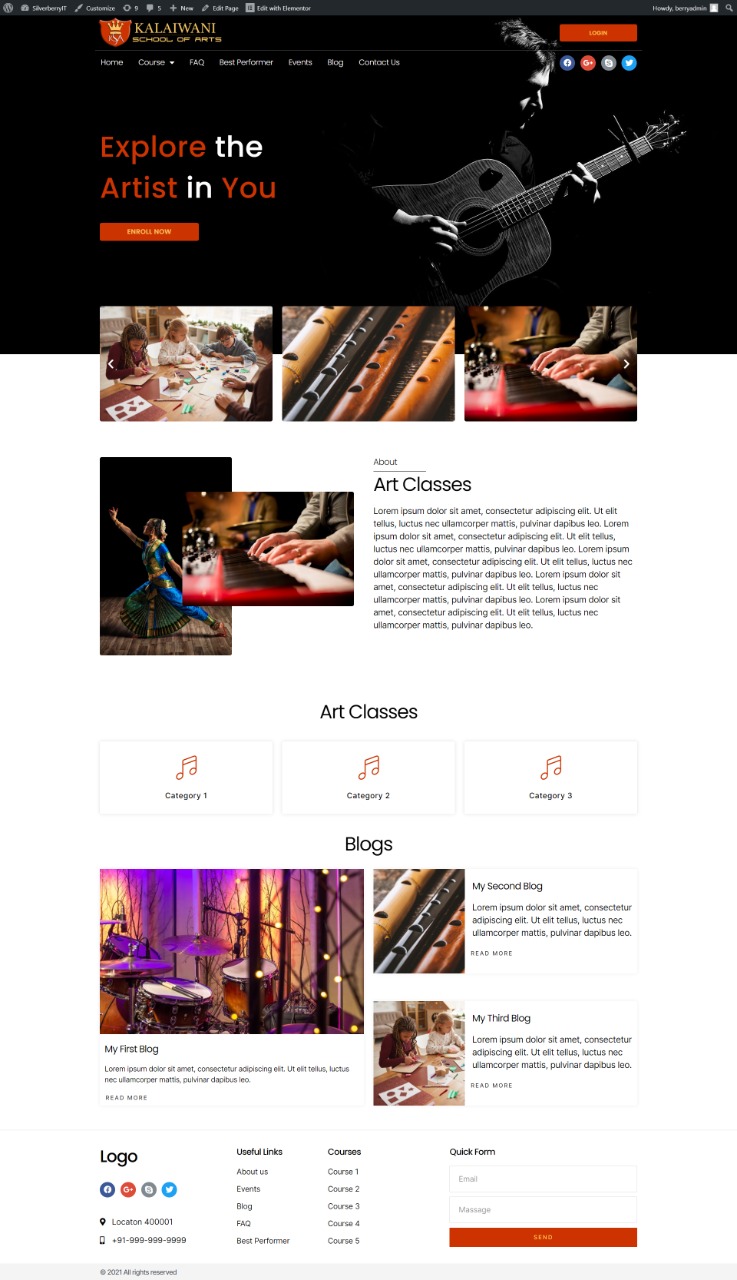 SilverberryIT Customize 9 5 New Edit Page Edit with Elementor Howdy, berryadmin
KSA KALAIWANI
SCHOOL OF ARTS
LOGIN
Home Course FAQ Best Performer Events Blog Contact Us
Explore the
Artist in You
ENROLL NOW
About
Art Classes
Lorem ipsum dolor sit amet, consectetur adipiscing elit. Ut elit
tellus, luctus nec ullamcorper mattis, pulvinar dapibus leo. Lorem
ipsum dolor sit amet, consectetur adipiscing elit. Ut elit tellus,
luctus nec ullamcorper mattis, pulvinar dapibus leo. Lorem ipsum
dolor sit amet, consectetur adipiscing elit. Ut elit tellus, luctus nec
ullamcorper mattis, pulvinar dapibus leo. Lorem ipsum dolor sit
amet, consectetur adipiscing elit. Ut elit tellus, luctus nec
ullamcorper mattis, pulvinar dapibus leo. Lorem ipsum dolor sit
amet, consectetur adipiscing elit. Ut elit tellus, luctus nec
ullamcorper mattis, pulvinar dapibus leo.
Art Classes
Category 1
Category 2
Category 3
Blogs
My First Blog
Lorem ipsum dolor sit amet, consectetur adipiscing elit. Ut elit tellus, luctus
nec ullamcorper mattis, pulvinar dapibus leo.
READ MORE
My Second Blog
Lorem ipsum dolor sit amet, consectetur
adipiscing elit. Ut elit tellus, luctus nec
ullamcorper mattis, pulvinar dapibus leo.
READ MORE
My Third Blog
Lorem ipsum dolor sit amet, consectetur
adipiscing elit. Ut elit tellus, luctus nec
ullamcorper mattis, pulvinar dapibus leo.
READ MORE
Logo
Locaton 400001
+91-999-999-9999
Useful Links
About us
Events
Blog
FAQ
Best Performer
Courses
Course 1
Course 2
Course 3
Course 4
Course 5
Quick Form
Email
Massage
SEND
© 2021 All rights reserved